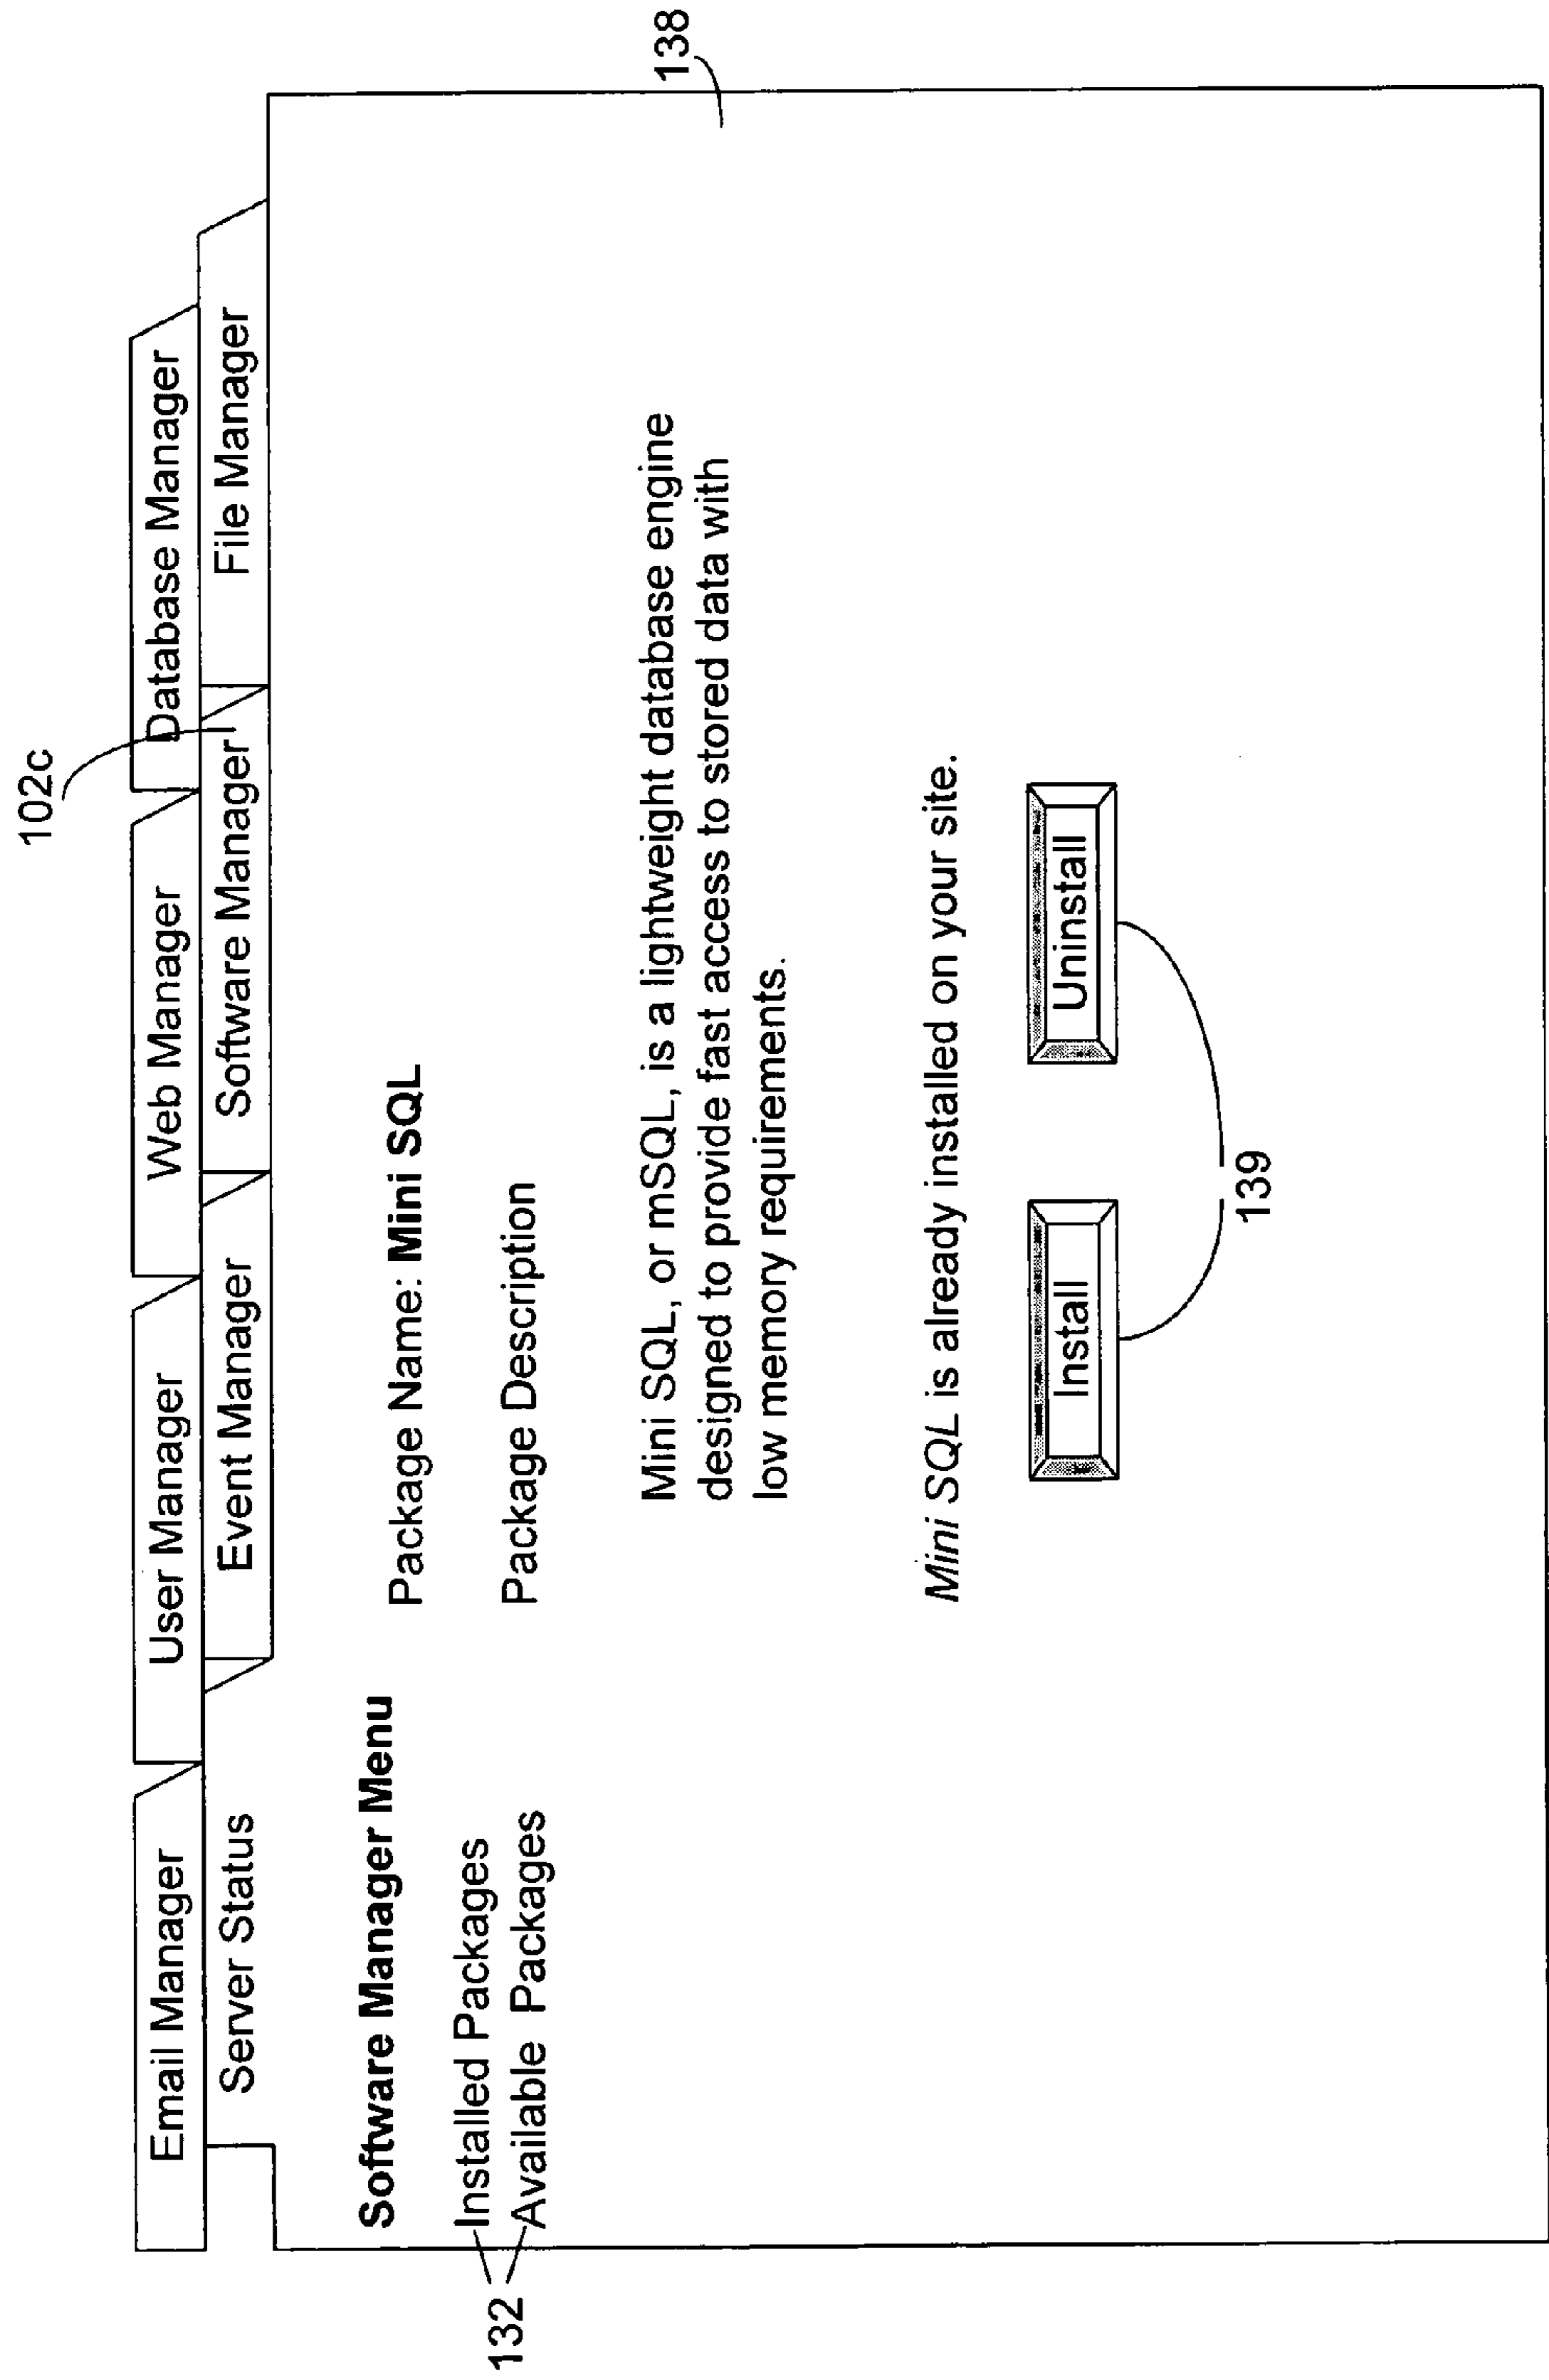 102c
Email Manager
User Manager
Web Manager
Database Manager
Server Status
Event Manager
Software Manager
File Manager
138
Software Manager Menu
Package Name: Mini SQL
132
Installed Packages
Available Packages
Package Description
Mini SQL, or mSQL, is a lightweight database engine
designed to provide fast access to stored data with
low memory requirements.
Mini SQL is already installed on your site.
Install
Uninstall
139